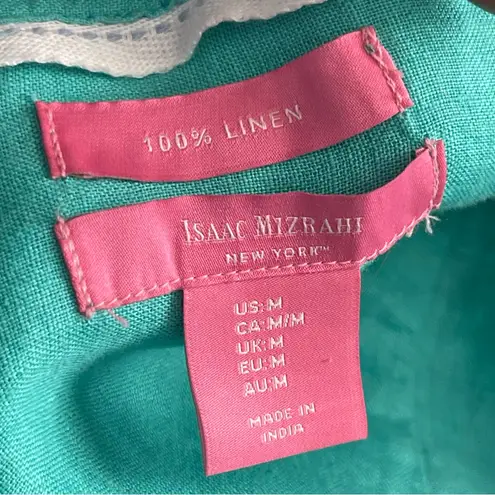 100% LINEN
ISAAC MIZRAHI
NEW YORK™
US:M
CA:M/M
UK:M
EU:M
AU:M
MADE IN
INDIA